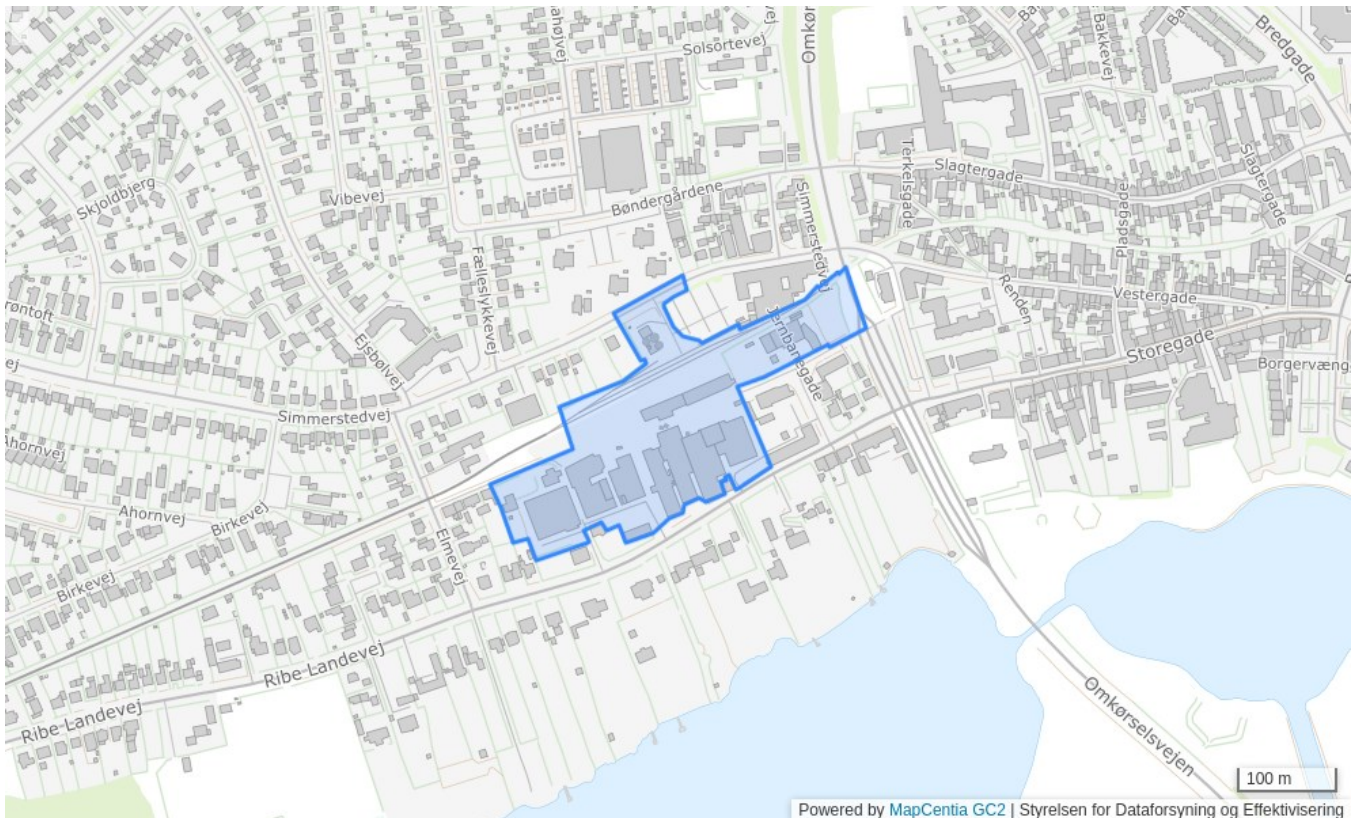 Solsortevej
Omkør
Bakkevej
Bredgade
Slagtergade
Slagtergade
Terkelsgade
Skjoldbjerg
Vibevej
Bøndergårdene
Simmerstedvej
Pladsgade
Fælleslykkevej
Renden
Vestergade
Jernbanegade
Storegade
Borgervæng
Ejsbølvej
Simmerstedvej
Ahornvej
Ahornvej
Birkevej
Elmevej
Birkevej
Ribe Landevej
Ribe Landevej
Omkørselsvejen
100 m
Powered by MapCentia GC2 | Styrelsen for Dataforsyning og Effektivisering